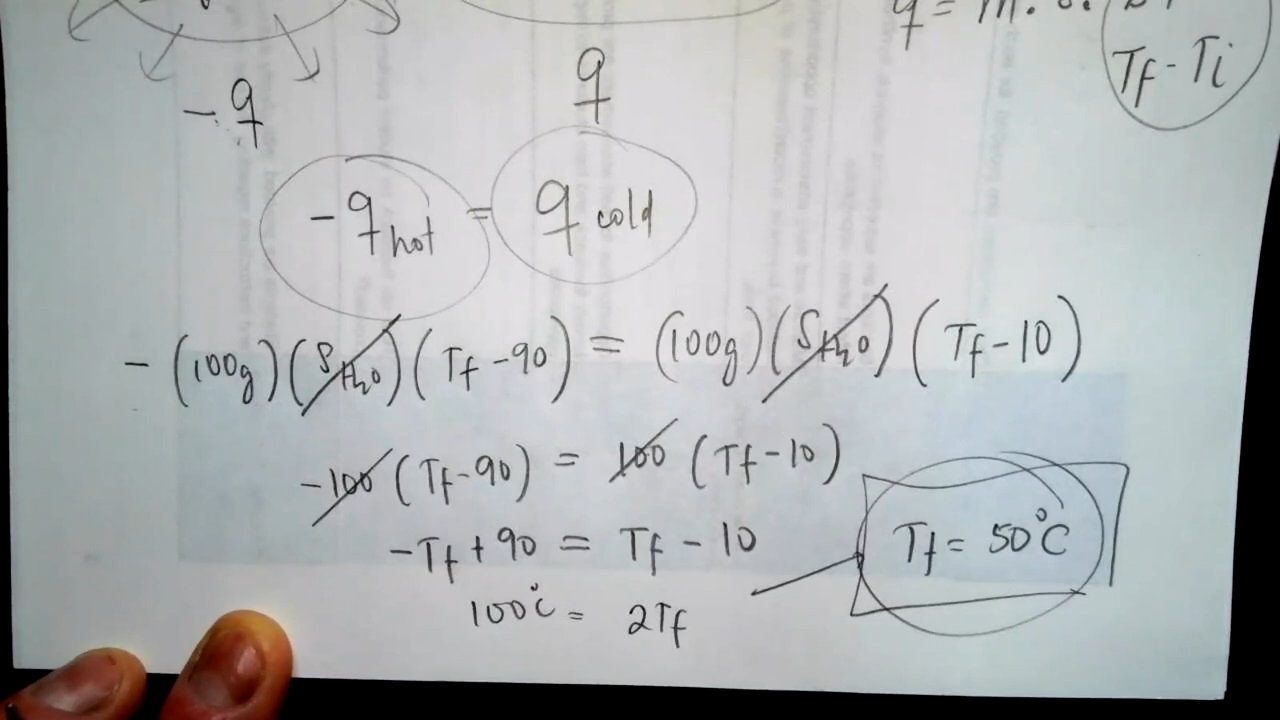 q = m. s. ΔT
Tf - Ti
- q
q
- q hot = q cold
- (100g) (S H2O) (Tf - 90) = (100g) (S H2O) (Tf - 10)
-100 (Tf - 90) = 100 (Tf - 10)
-Tf + 90 = Tf - 10
Tf = 50°C
100°C = 2Tf